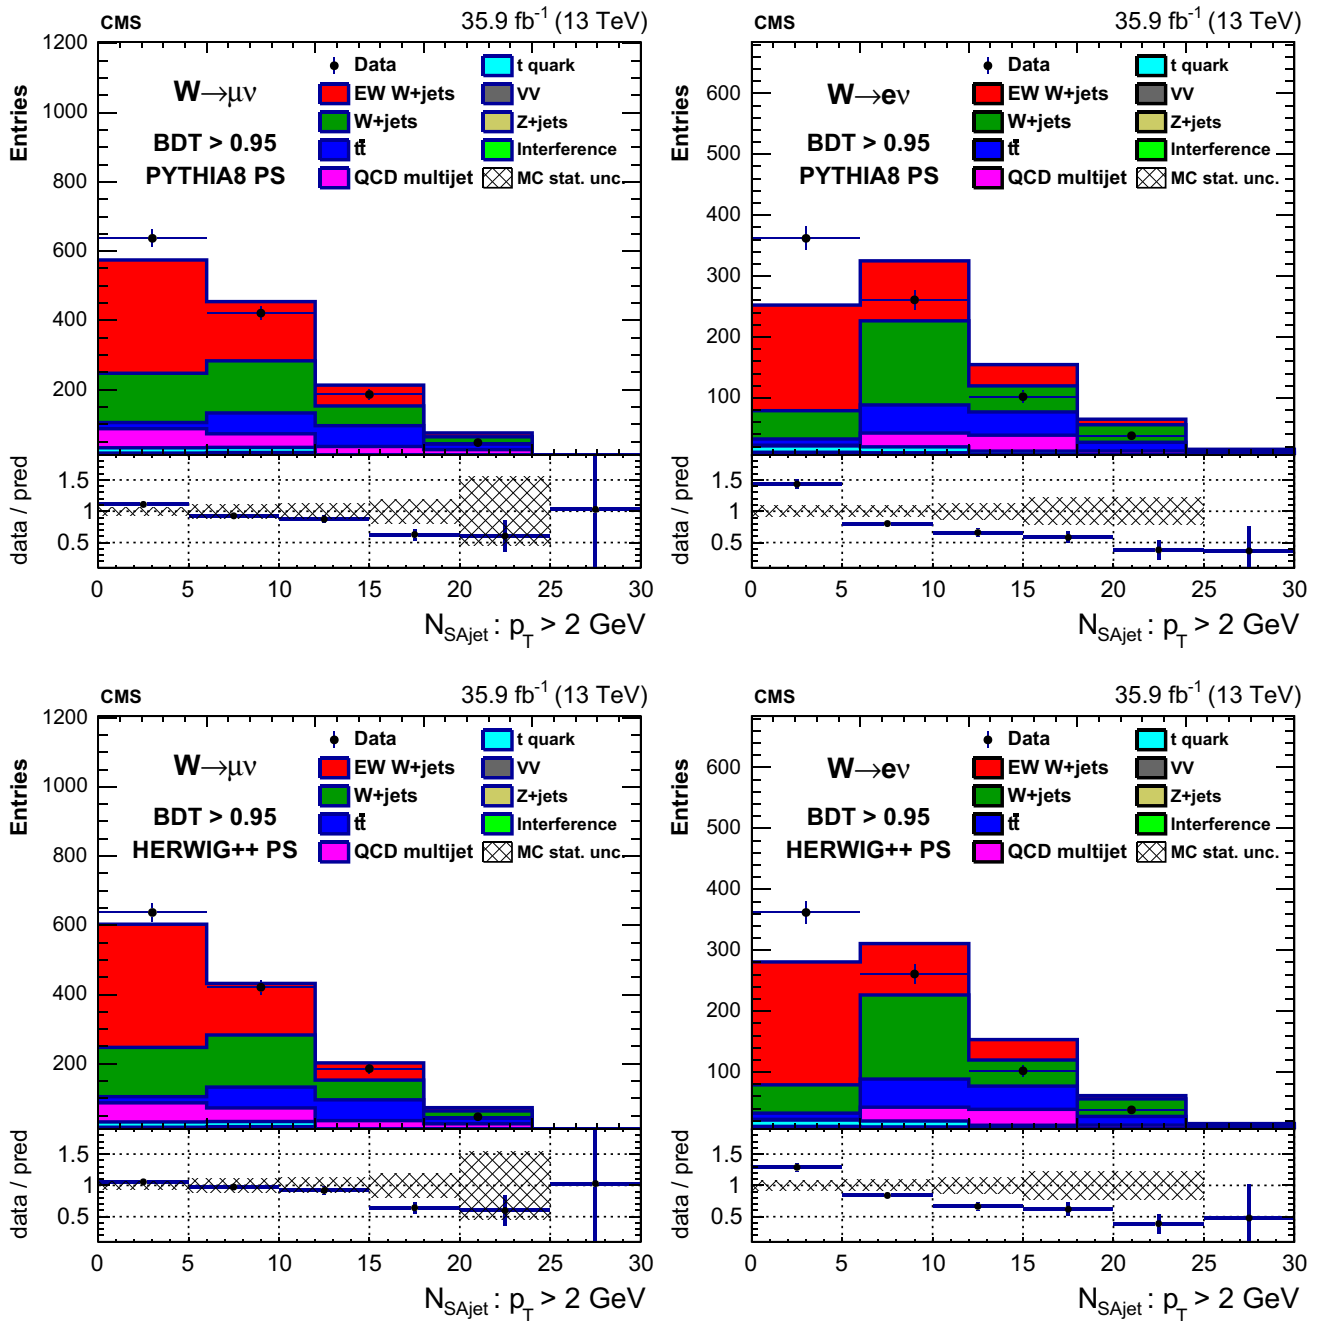 CMS 35.9 fb⁻¹ (13 TeV)
Entries
1200
1000
800
600
400
200
W→μν
BDT > 0.95
PYTHIA8 PS
Data
EW W+jets
W+jets
tt̄
QCD multijet
t quark
VV
Z+jets
Interference
MC stat. unc.
data / pred
1.5
1
0.5
0 5 10 15 20 25 30
N_SAjet : p_T > 2 GeV
CMS 35.9 fb⁻¹ (13 TeV)
Entries
600
500
400
300
200
100
W→eν
BDT > 0.95
PYTHIA8 PS
Data
EW W+jets
W+jets
tt̄
QCD multijet
t quark
VV
Z+jets
Interference
MC stat. unc.
data / pred
1.5
1
0.5
0 5 10 15 20 25 30
N_SAjet : p_T > 2 GeV
CMS 35.9 fb⁻¹ (13 TeV)
Entries
1200
1000
800
600
400
200
W→μν
BDT > 0.95
HERWIG++ PS
Data
EW W+jets
W+jets
tt̄
QCD multijet
t quark
VV
Z+jets
Interference
MC stat. unc.
data / pred
1.5
1
0.5
0 5 10 15 20 25 30
N_SAjet : p_T > 2 GeV
CMS 35.9 fb⁻¹ (13 TeV)
Entries
600
500
400
300
200
100
W→eν
BDT > 0.95
HERWIG++ PS
Data
EW W+jets
W+jets
tt̄
QCD multijet
t quark
VV
Z+jets
Interference
MC stat. unc.
data / pred
1.5
1
0.5
0 5 10 15 20 25 30
N_SAjet : p_T > 2 GeV